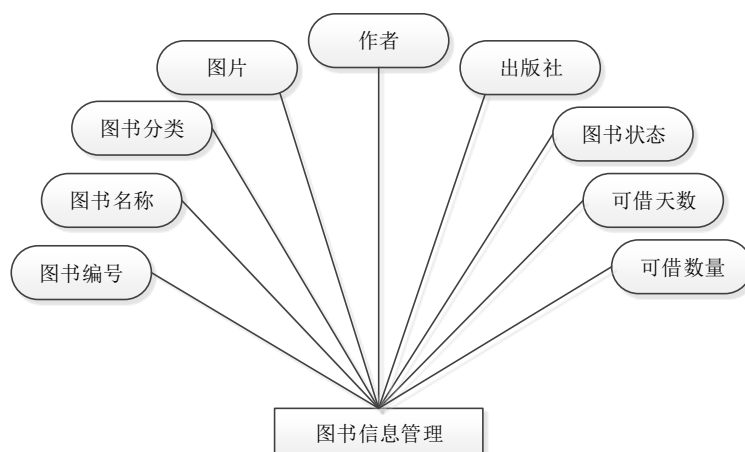 作者
图片
出版社
图书分类
图书状态
图书名称
可借天数
图书编号
可借数量
图书信息管理